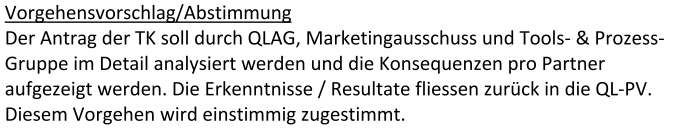 Vorgehensvorschlag/Abstimmung
Der Antrag der TK soll durch QLAG, Marketingausschuss und Tools- & Prozess-
Gruppe im Detail analysiert werden und die Konsequenzen pro Partner
aufgezeigt werden. Die Erkenntnisse / Resultate fliessen zurück in die QL-PV.
Diesem Vorgehen wird einstimmig zugestimmt.